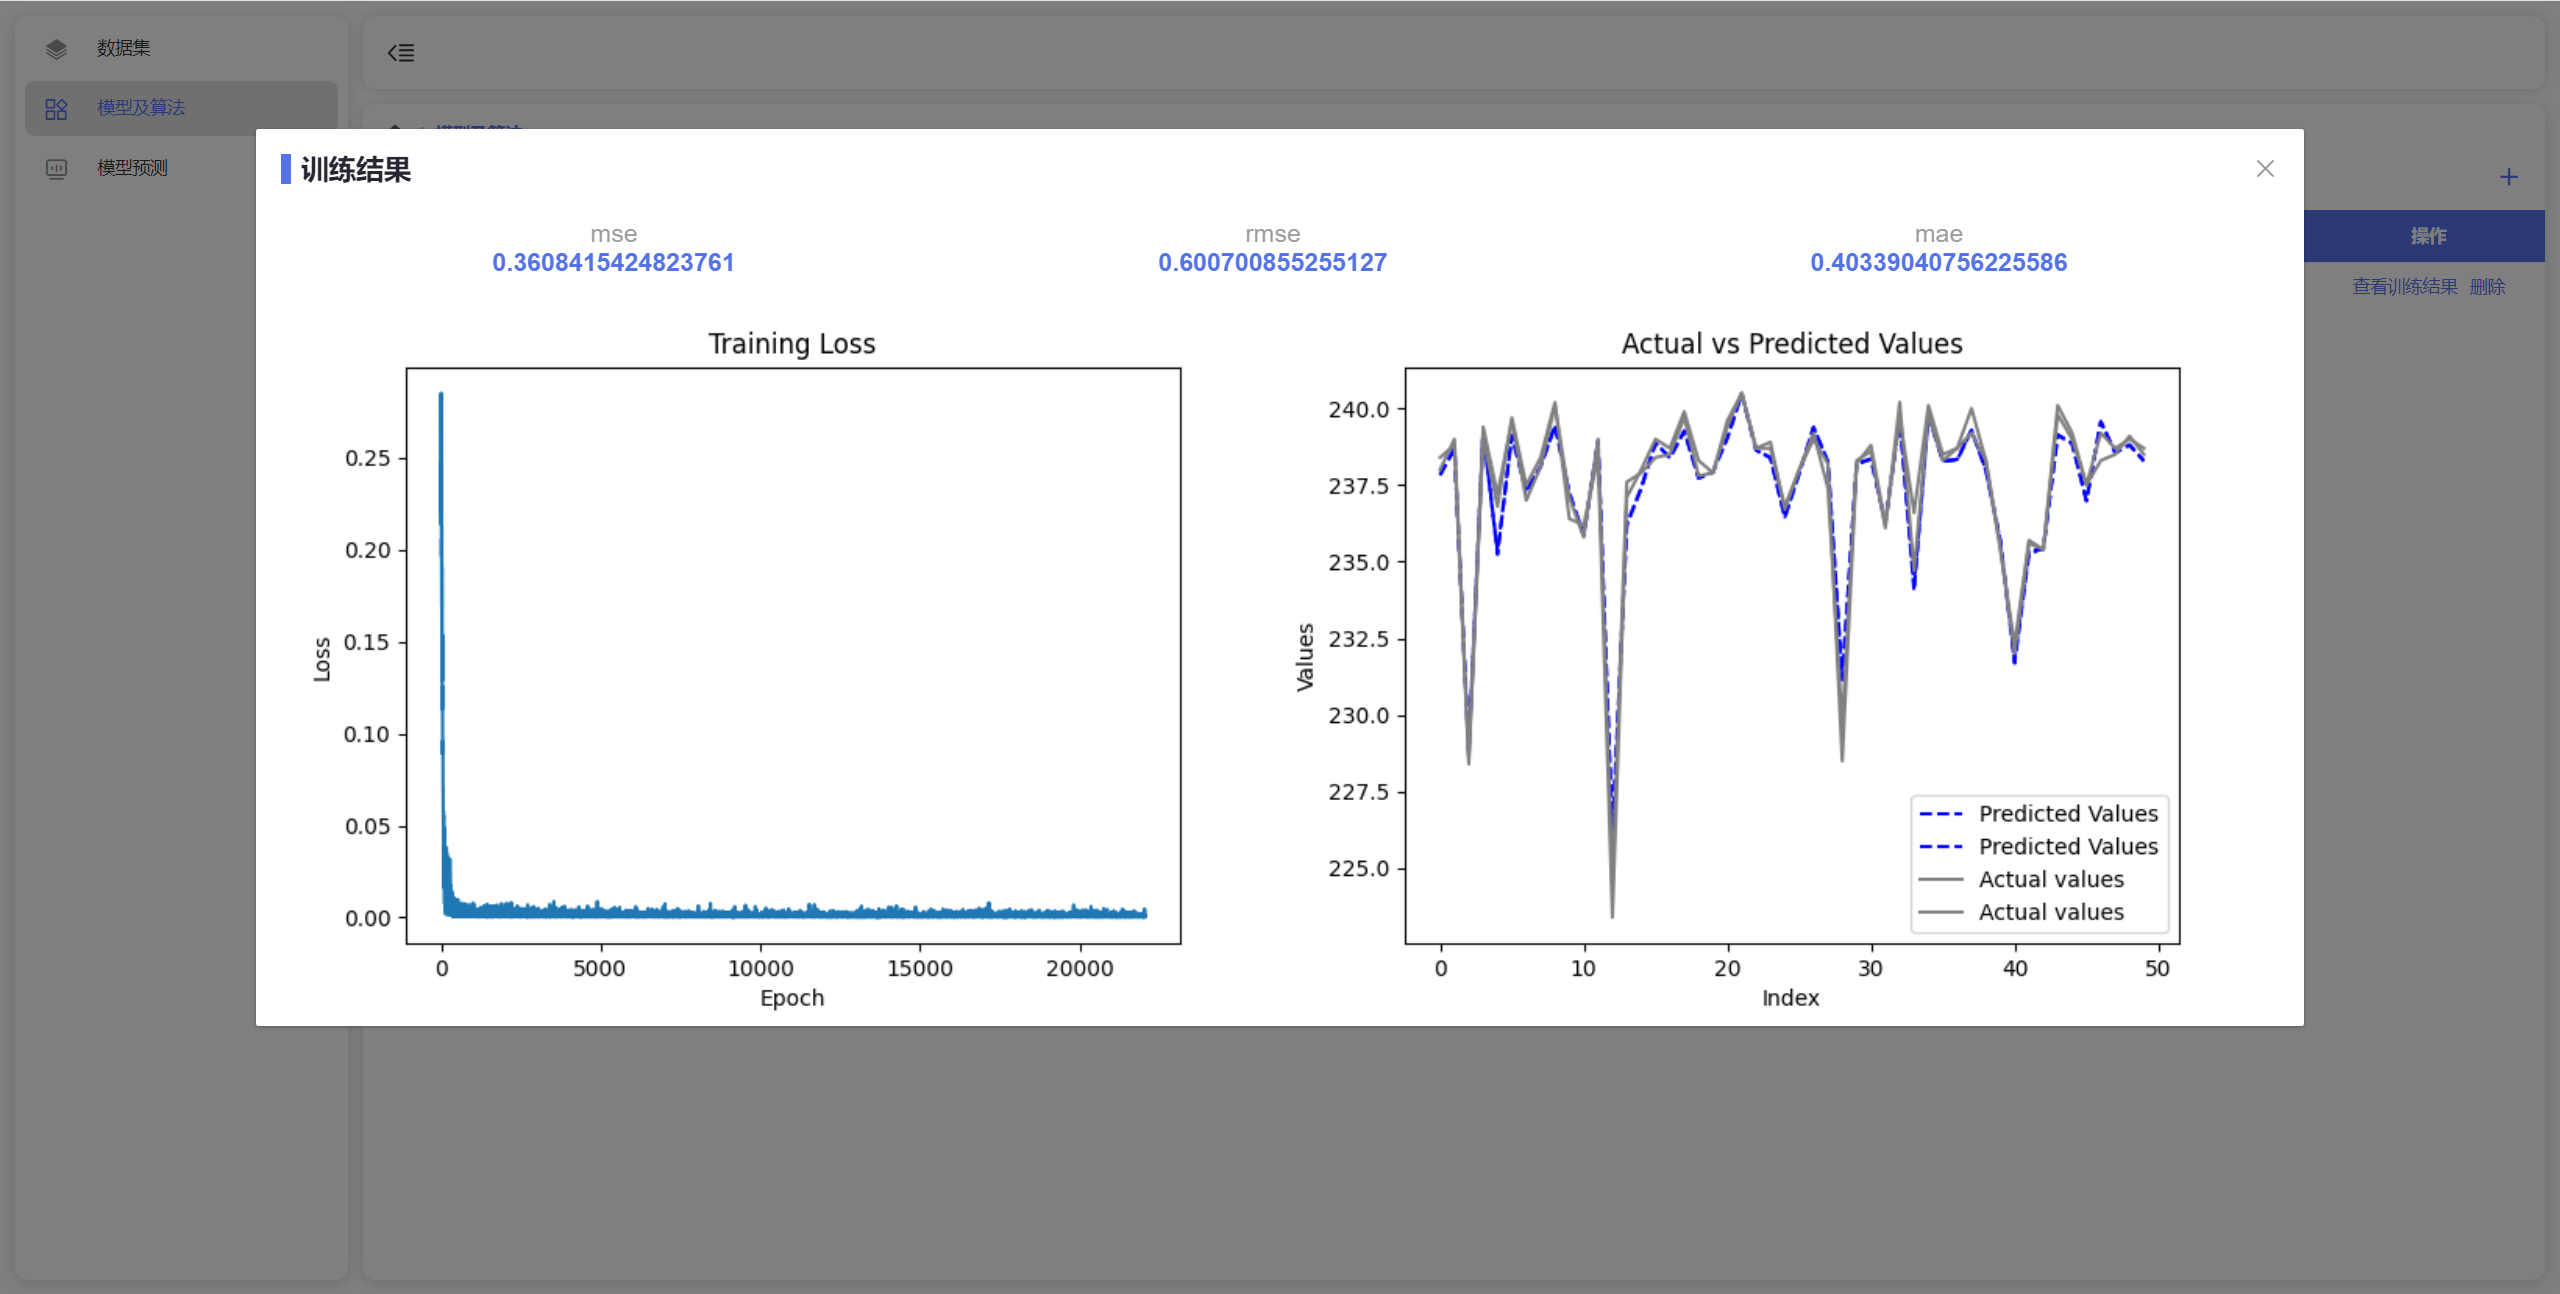 数据集
模型及算法
模型预测
训练结果
mse
0.3608415424823761
rmse
0.600700855255127
mae
0.40339040756225586
操作
查看训练结果 删除
Training Loss
0.25
0.20
0.15
0.10
0.05
0.00
Loss
0
5000
10000
15000
20000
Epoch
Actual vs Predicted Values
240.0
237.5
235.0
232.5
230.0
227.5
225.0
Values
Predicted Values
Predicted Values
Actual values
Actual values
0
10
20
30
40
50
Index